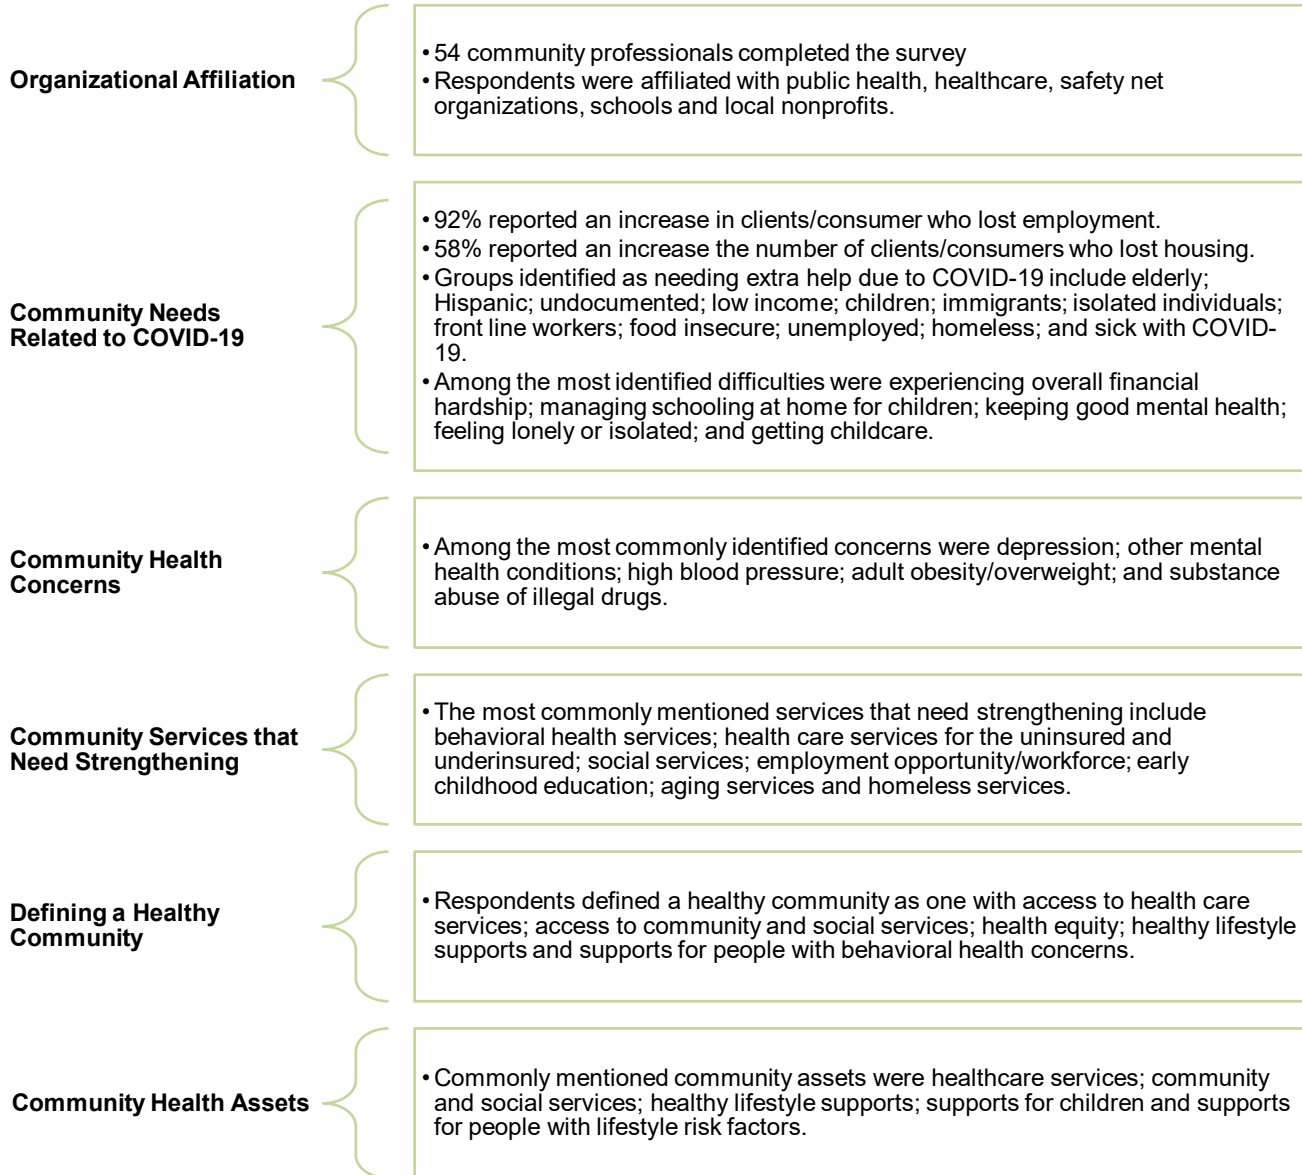 Organizational Affiliation
• 54 community professionals completed the survey
• Respondents were affiliated with public health, healthcare, safety net
organizations, schools and local nonprofits.
Community Needs
Related to COVID-19
• 92% reported an increase in clients/consumer who lost employment.
• 58% reported an increase the number of clients/consumers who lost housing.
• Groups identified as needing extra help due to COVID-19 include elderly;
Hispanic; undocumented; low income; children; immigrants; isolated individuals;
front line workers; food insecure; unemployed; homeless; and sick with COVID-
19.
• Among the most identified difficulties were experiencing overall financial
hardship; managing schooling at home for children; keeping good mental health;
feeling lonely or isolated; and getting childcare.
Community Health
Concerns
• Among the most commonly identified concerns were depression; other mental
health conditions; high blood pressure; adult obesity/overweight; and substance
abuse of illegal drugs.
Community Services that
Need Strengthening
• The most commonly mentioned services that need strengthening include
behavioral health services; health care services for the uninsured and
underinsured; social services; employment opportunity/workforce; early
childhood education; aging services and homeless services.
Defining a Healthy
Community
• Respondents defined a healthy community as one with access to health care
services; access to community and social services; health equity; healthy lifestyle
supports and supports for people with behavioral health concerns.
Community Health Assets
• Commonly mentioned community assets were healthcare services; community
and social services; healthy lifestyle supports; supports for children and supports
for people with lifestyle risk factors.